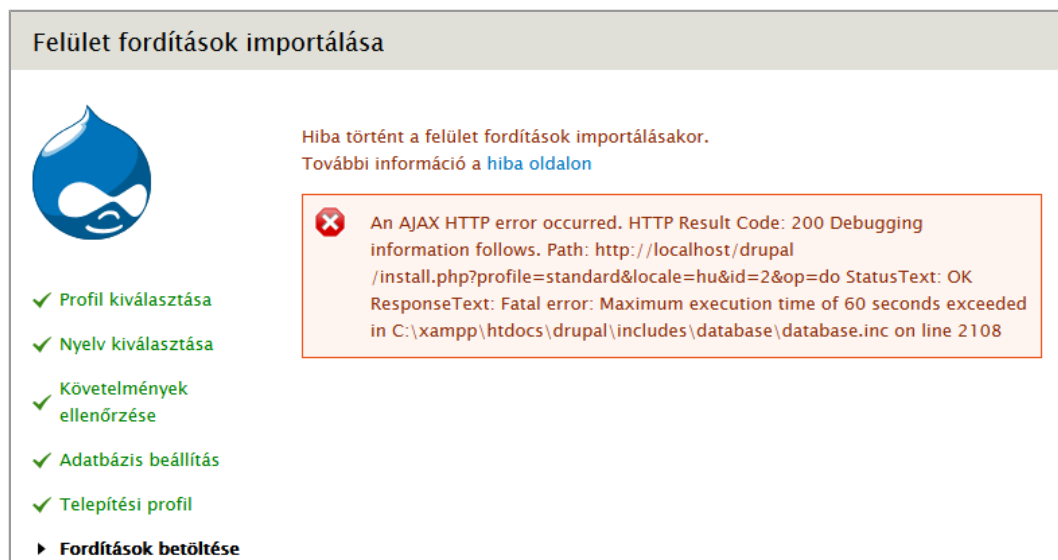 Felület fordítások importálása
Hiba történt a felület fordítások importálásakor.
További információ a hiba oldalon
An AJAX HTTP error occurred. HTTP Result Code: 200 Debugging
information follows. Path: http://localhost/drupal
/install.php?profile=standard&locale=hu&id=2&op=do StatusText: OK
ResponseText: Fatal error: Maximum execution time of 60 seconds exceeded
in C:\xampp\htdocs\drupal\includes\database\database.inc on line 2108
Profil kiválasztása
Nyelv kiválasztása
Követelmények
ellenőrzése
Adatbázis beállítás
Telepítési profil
Fordítások betöltése